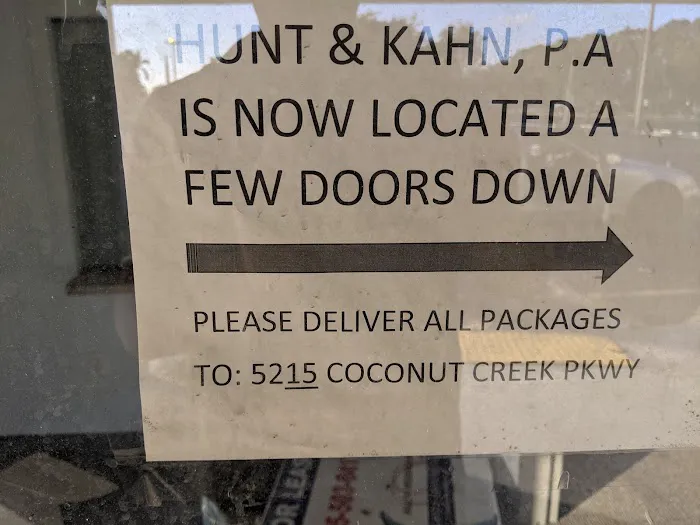 HUNT & KAHN, P.A
IS NOW LOCATED A
FEW DOORS DOWN
PLEASE DELIVER ALL PACKAGES
TO: 5215 COCONUT CREEK PKWY